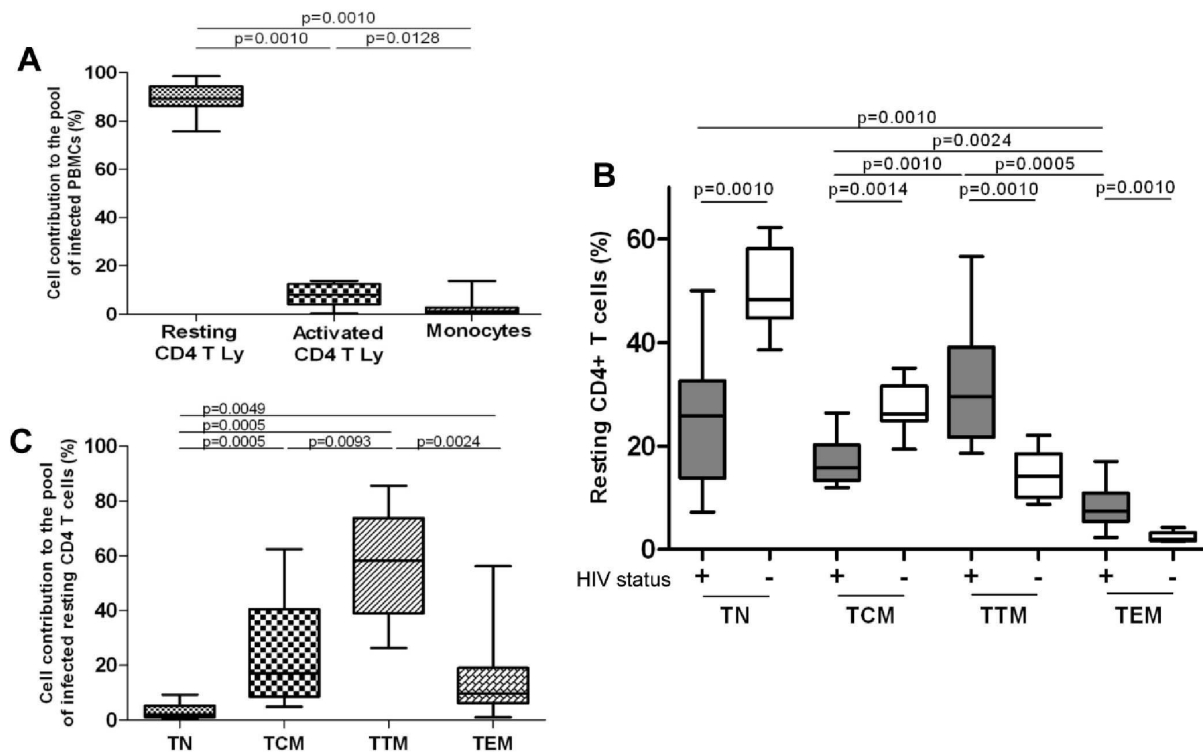 A
p=0.0010
p=0.0010 p=0.0128
Cell contribution to the pool
of infected PBMCs (%)
100
80
60
40
20
0
Resting
CD4 T Ly
Activated
CD4 T Ly
Monocytes
B
p=0.0010
p=0.0024
p=0.0010 p=0.0005
p=0.0010 p=0.0014 p=0.0010 p=0.0010
Resting CD4+ T cells (%)
60
40
20
0
HIV status + - + - + - + -
TN TCM TTM TEM
C
p=0.0049
p=0.0005
p=0.0005 p=0.0093 p=0.0024
Cell contribution to the pool
of infected resting CD4 T cells (%)
100
80
60
40
20
0
TN TCM TTM TEM